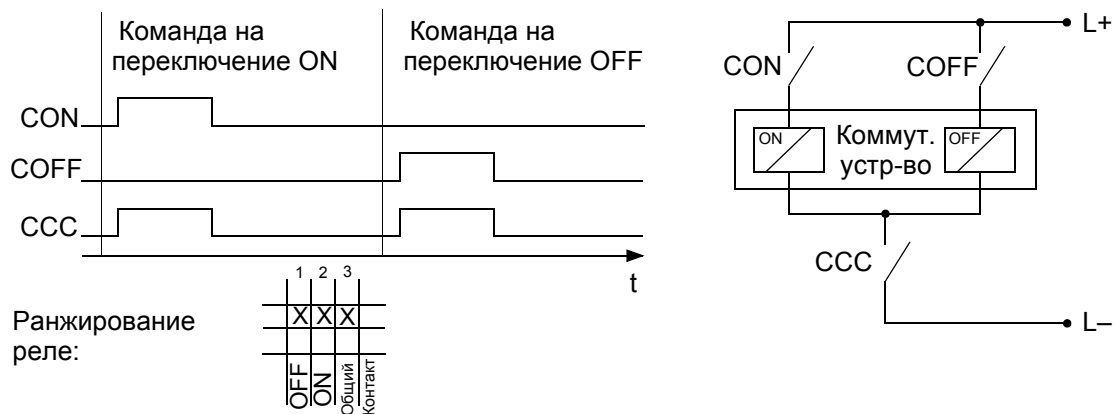 Команда на
переключение ON
Команда на
переключение OFF
CON
COFF
CCC
t
1 2 3
X X X
Ранжирование
реле:
OFF
ON
Общий
Контакт
L+
CON
COFF
ON
Коммут.
устр-во
OFF
CCC
L–